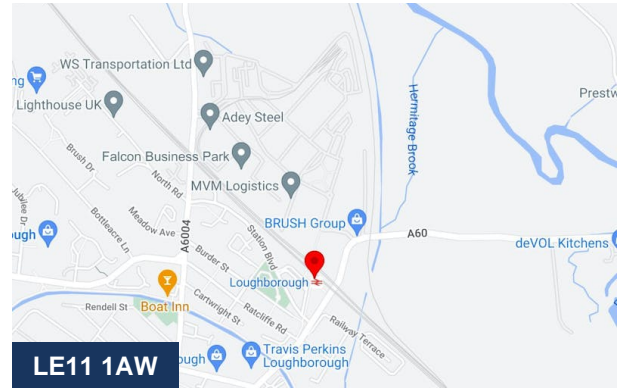 WS Transportation Ltd
ng
Lighthouse UK
Adey Steel
Prestw
Hermitage Brook
Brush Dr
Falcon Business Park
North Rd
MVM Logistics
Jubilee Dr
Bottleacre Ln
Meadow Ave
A6004
Station Blvd
BRUSH Group
A60
ough
deVOL Kitchens
Burder St
Loughborough
Boat Inn
Rendell St
Cartwright St
Ratcliffe Rd
Railway Terrace
LE11 1AW
ough
Travis Perkins
Loughborough